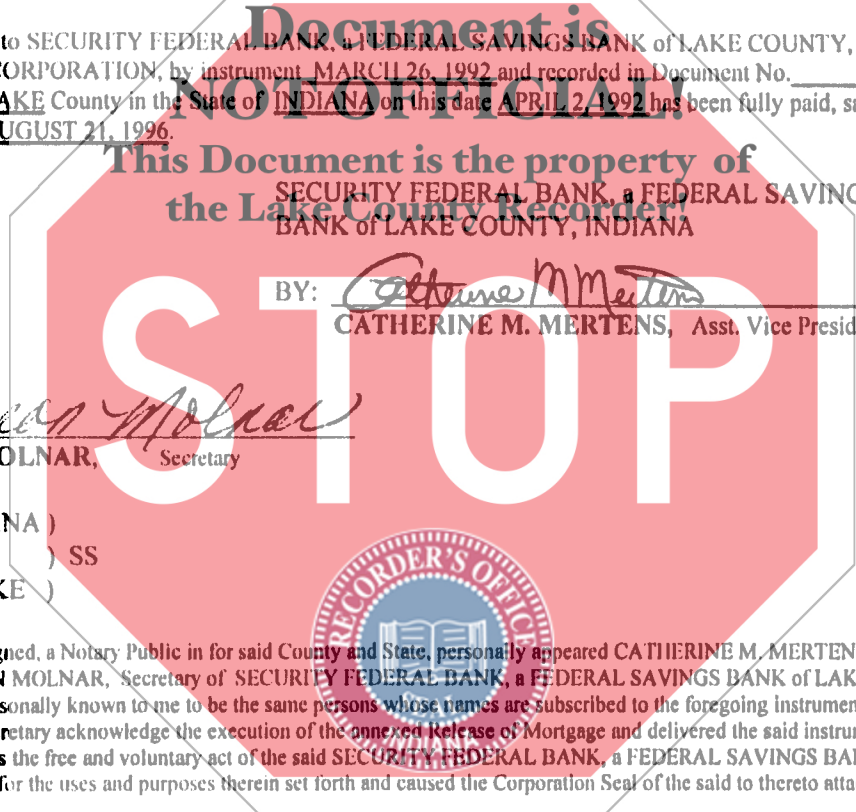 Document is
to SECURITY FEDERAL BANK, a FEDERAL SAVINGS BANK of LAKE COUNTY,
CORPORATION, by instrument MARCH 26, 1992 and recorded in Document No.
NOT OFFICIAL!
AKE County in the State of INDIANA on this date APRIL 2, 1992 has been fully paid, sa
UGUST 21, 1996.
This Document is the property of
the Lake County Recorder!
SECURITY FEDERAL BANK, a FEDERAL SAVING
BANK of LAKE COUNTY, INDIANA
BY: Catherine M Mertens
CATHERINE M. MERTENS, Asst. Vice Presid
STOP
Molnar
OLNAR, Secretary
NA )
) SS
KE )
RECORDER'S OFFICE
SEAL
INDIANA
gned, a Notary Public in for said County and State, personally appeared CATHERINE M. MERTEN
N MOLNAR, Secretary of SECURITY FEDERAL BANK, a FEDERAL SAVINGS BANK of LAK
sonally known to me to be the same persons whose names are subscribed to the foregoing instrumen
retary acknowledge the execution of the annexed Release of Mortgage and delivered the said instrum
s the free and voluntary act of the said SECURITY FEDERAL BANK, a FEDERAL SAVINGS BAN
for the uses and purposes therein set forth and caused the Corporation Seal of the said to thereto atta